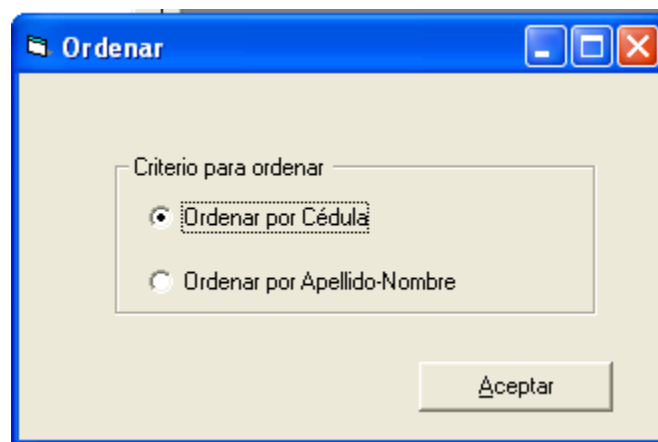 Ordenar
Criterio para ordenar
Ordenar por Cédula
Ordenar por Apellido-Nombre
Aceptar